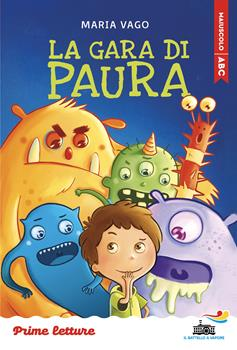 MARIA VAGO
LA GARA DI
PAURA
MAIUSCOLO
ABC
Prime letture
IL BATTELLO A VAPORE